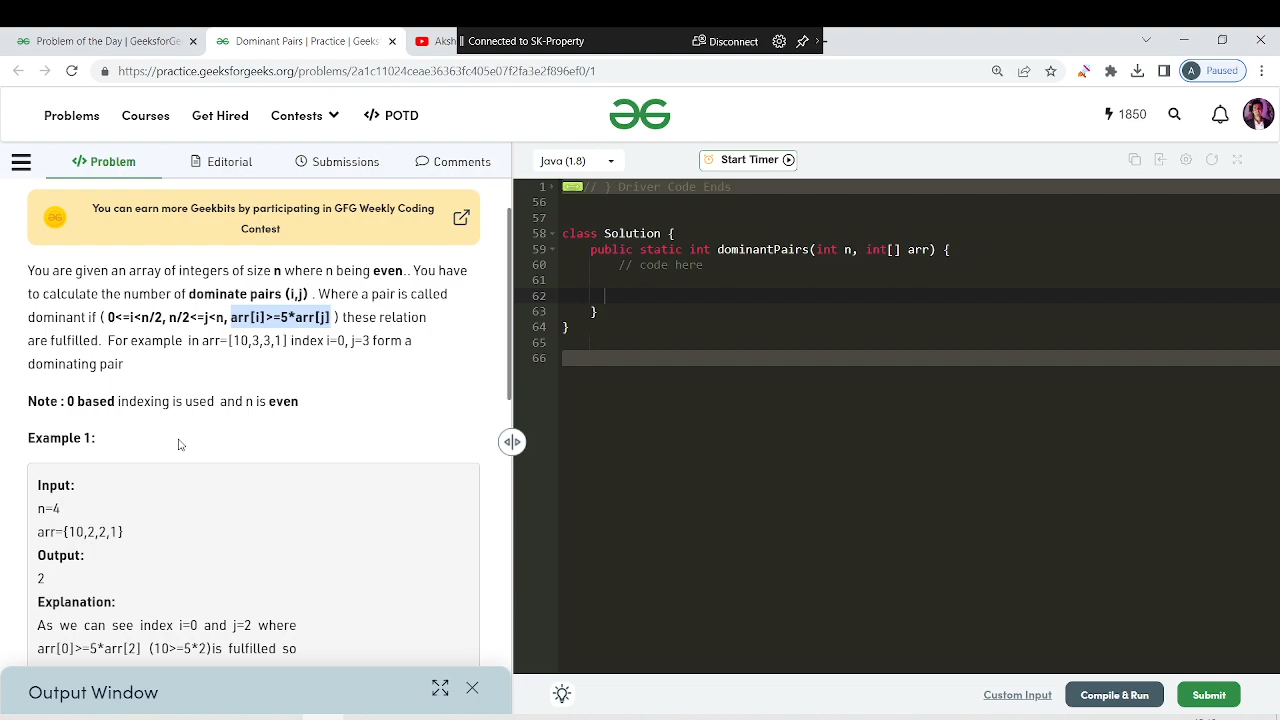 Problem of the Day | GeeksforGe
Dominant Pairs | Practice | Geeks
Aksh
Connected to SK-Property
Disconnect
https://practice.geeksforgeeks.org/problems/2a1c11024ceae36363fc405e07f2fa3e2f896ef0/1
A Paused
Problems
Courses
Get Hired
Contests
</> POTD
1850
</> Problem
Editorial
Submissions
Comments
Java (1.8)
Start Timer
You can earn more Geekbits by participating in GFG Weekly Coding
Contest
You are given an array of integers of size n where n being even.. You have
to calculate the number of dominate pairs (i,j) . Where a pair is called
dominant if ( 0<=i<n/2, n/2<=j<n, arr[i]>=5*arr[j] ) these relation
are fulfilled. For example in arr=[10,3,3,1] index i=0, j=3 form a
dominating pair
Note : 0 based indexing is used and n is even
Example 1:
Input:
n=4
arr={10,2,2,1}
Output:
2
Explanation:
As we can see index i=0 and j=2 where
arr[0]>=5*arr[2] (10>=5*2)is fulfilled so
Output Window
1 // } Driver Code Ends
56
57
58 class Solution {
59 public static int dominantPairs(int n, int[] arr) {
60 // code here
61
62
63 }
64 }
65
66
Custom Input
Compile & Run
Submit